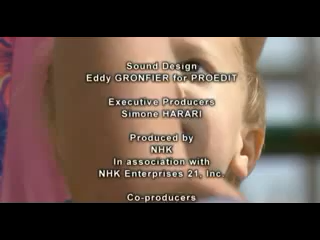 Sound Design
Eddy GRONFIER for PROEDIT
Executive Producers
Simone HARARI
Produced by
NHK
In association with
NHK Enterprises 21, Inc.
Co-producers